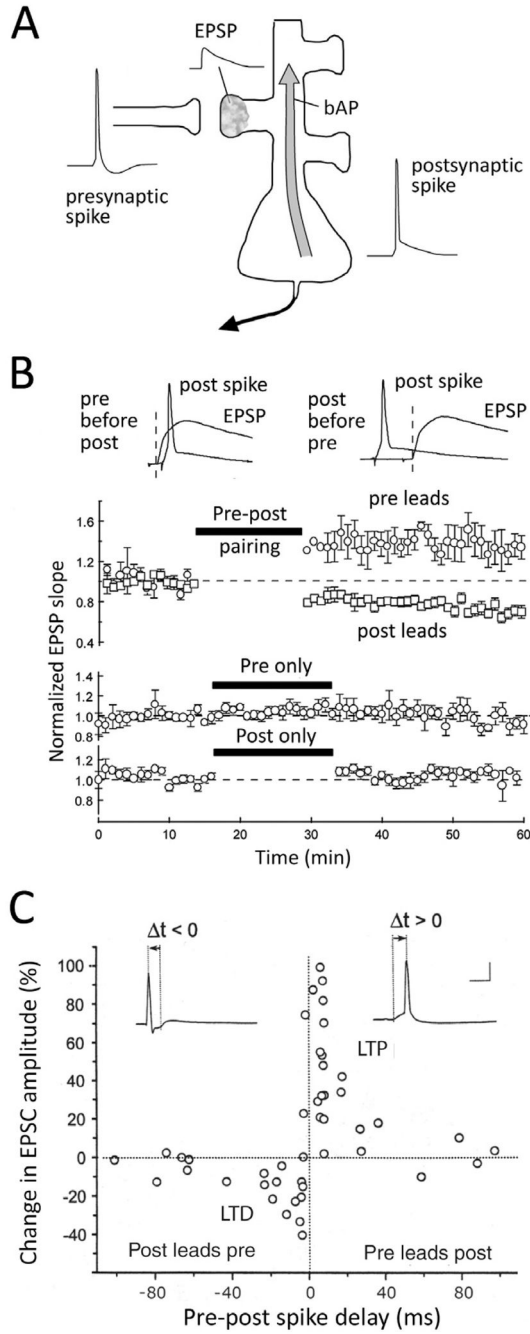 A
EPSP
bAP
presynaptic
spike
postsynaptic
spike
B
pre
before
post
post spike
EPSP
post
before
pre
post spike
EPSP
Normalized EPSP slope
1.6
1.2
0.8
0.4
Pre-post
pairing
pre leads
post leads
1.2
1.0
0.8
Pre only
1.2
1.0
0.8
Post only
0 10 20 30 40 50 60
Time (min)
C
Δt < 0
Δt > 0
Change in EPSC amplitude (%)
100
80
60
40
20
0
-20
-40
LTP
LTD
Post leads pre
Pre leads post
-80 -40 0 40 80
Pre-post spike delay (ms)